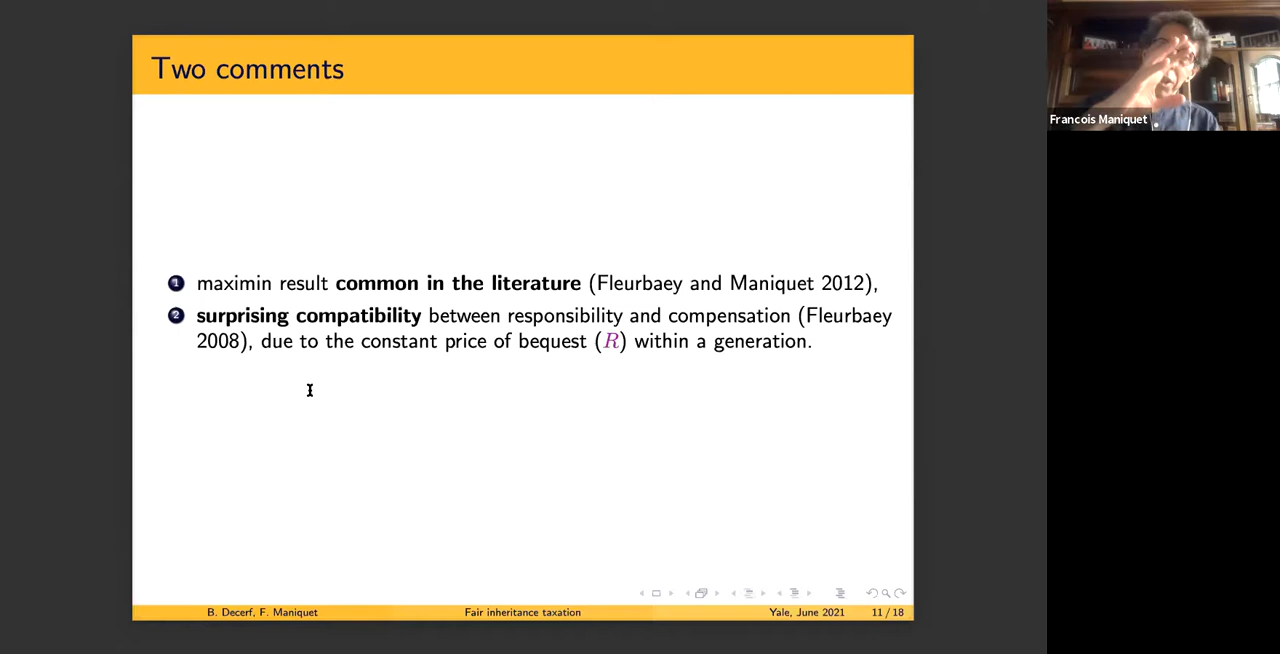 Two comments
Francois Maniquet
1 maximin result common in the literature (Fleurbaey and Maniquet 2012),
2 surprising compatibility between responsibility and compensation (Fleurbaey
2008), due to the constant price of bequest (R) within a generation.
B. Decerf, F. Maniquet Fair inheritance taxation Yale, June 2021 11 / 18